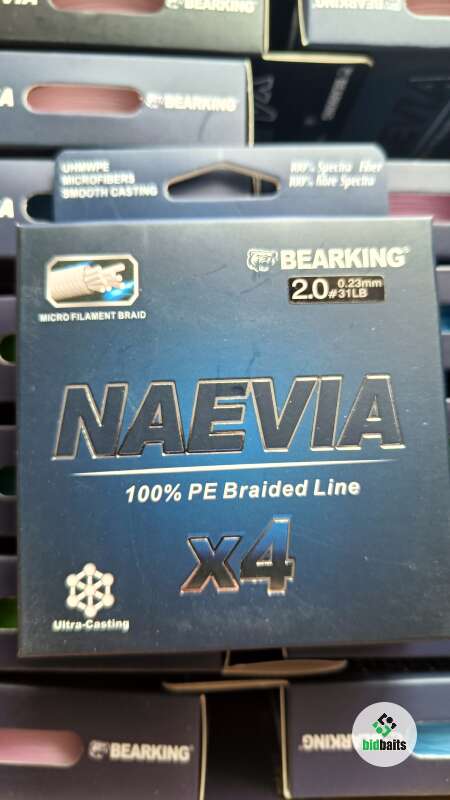 BEARKING
BEARKING
UHMWPE
MICROFIBERS
SMOOTH CASTING
100% Spectra Fiber
100% fibre Spectra
BEARKING®
2.0# 0.23mm
31LB
MICRO FILAMENT BRAID
NAEVIA
100% PE Braided Line
x4
Ultra-Casting
BEARKING
bidbaits